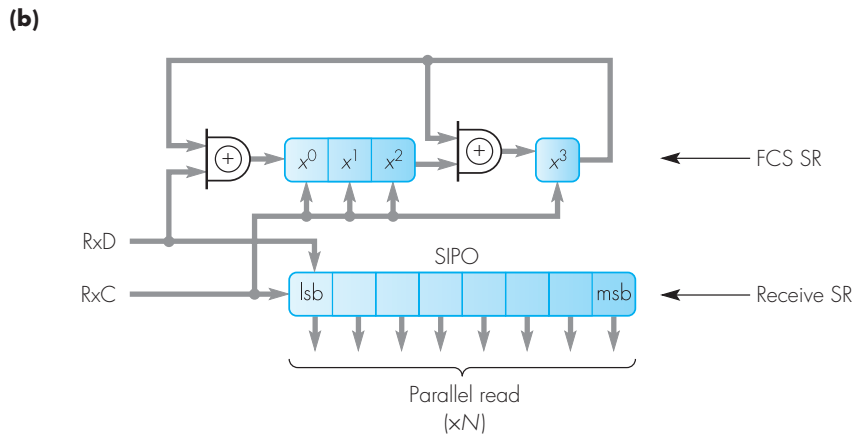 (b)
+ x⁰ x¹ x² + x³ FCS SR
RxD
SIPO
RxC lsb msb Receive SR
Parallel read
(×N)